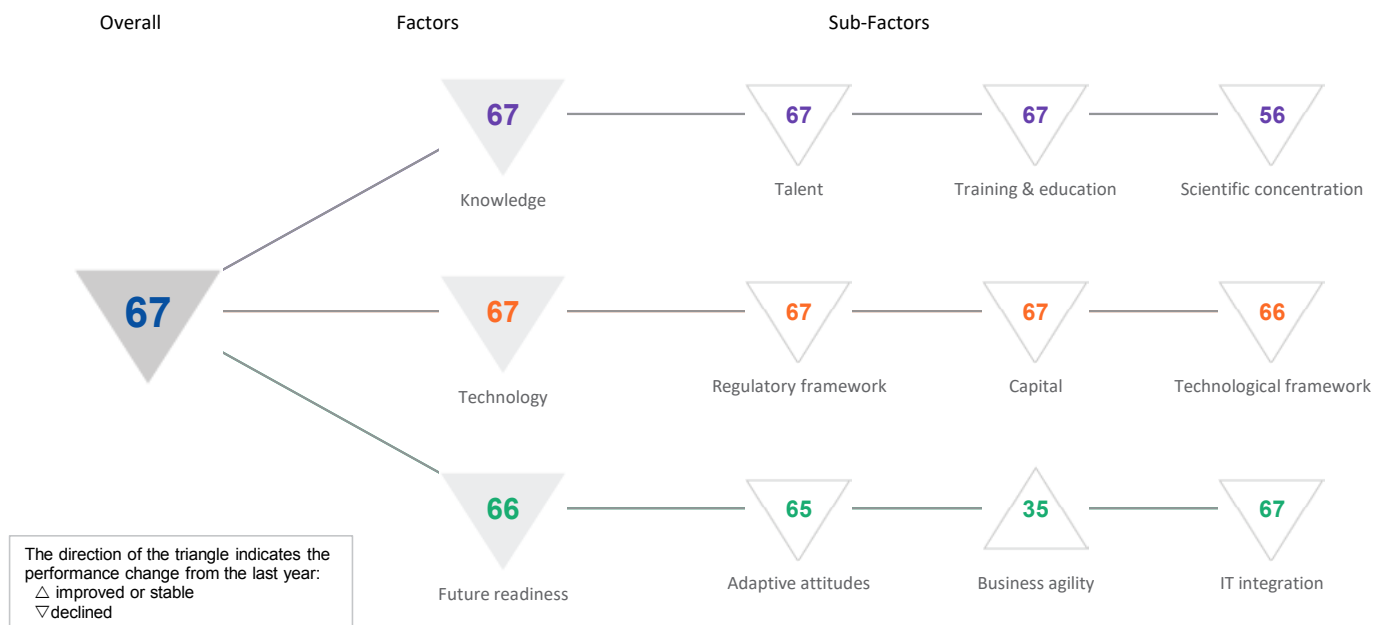 Overall Factors Sub-Factors
67 67 67 56
Knowledge Talent Training & education Scientific concentration
67
67 67 67 66
Technology Regulatory framework Capital Technological framework
66 65 35 67
Future readiness Adaptive attitudes Business agility IT integration
The direction of the triangle indicates the
performance change from the last year:
△ improved or stable
▽declined